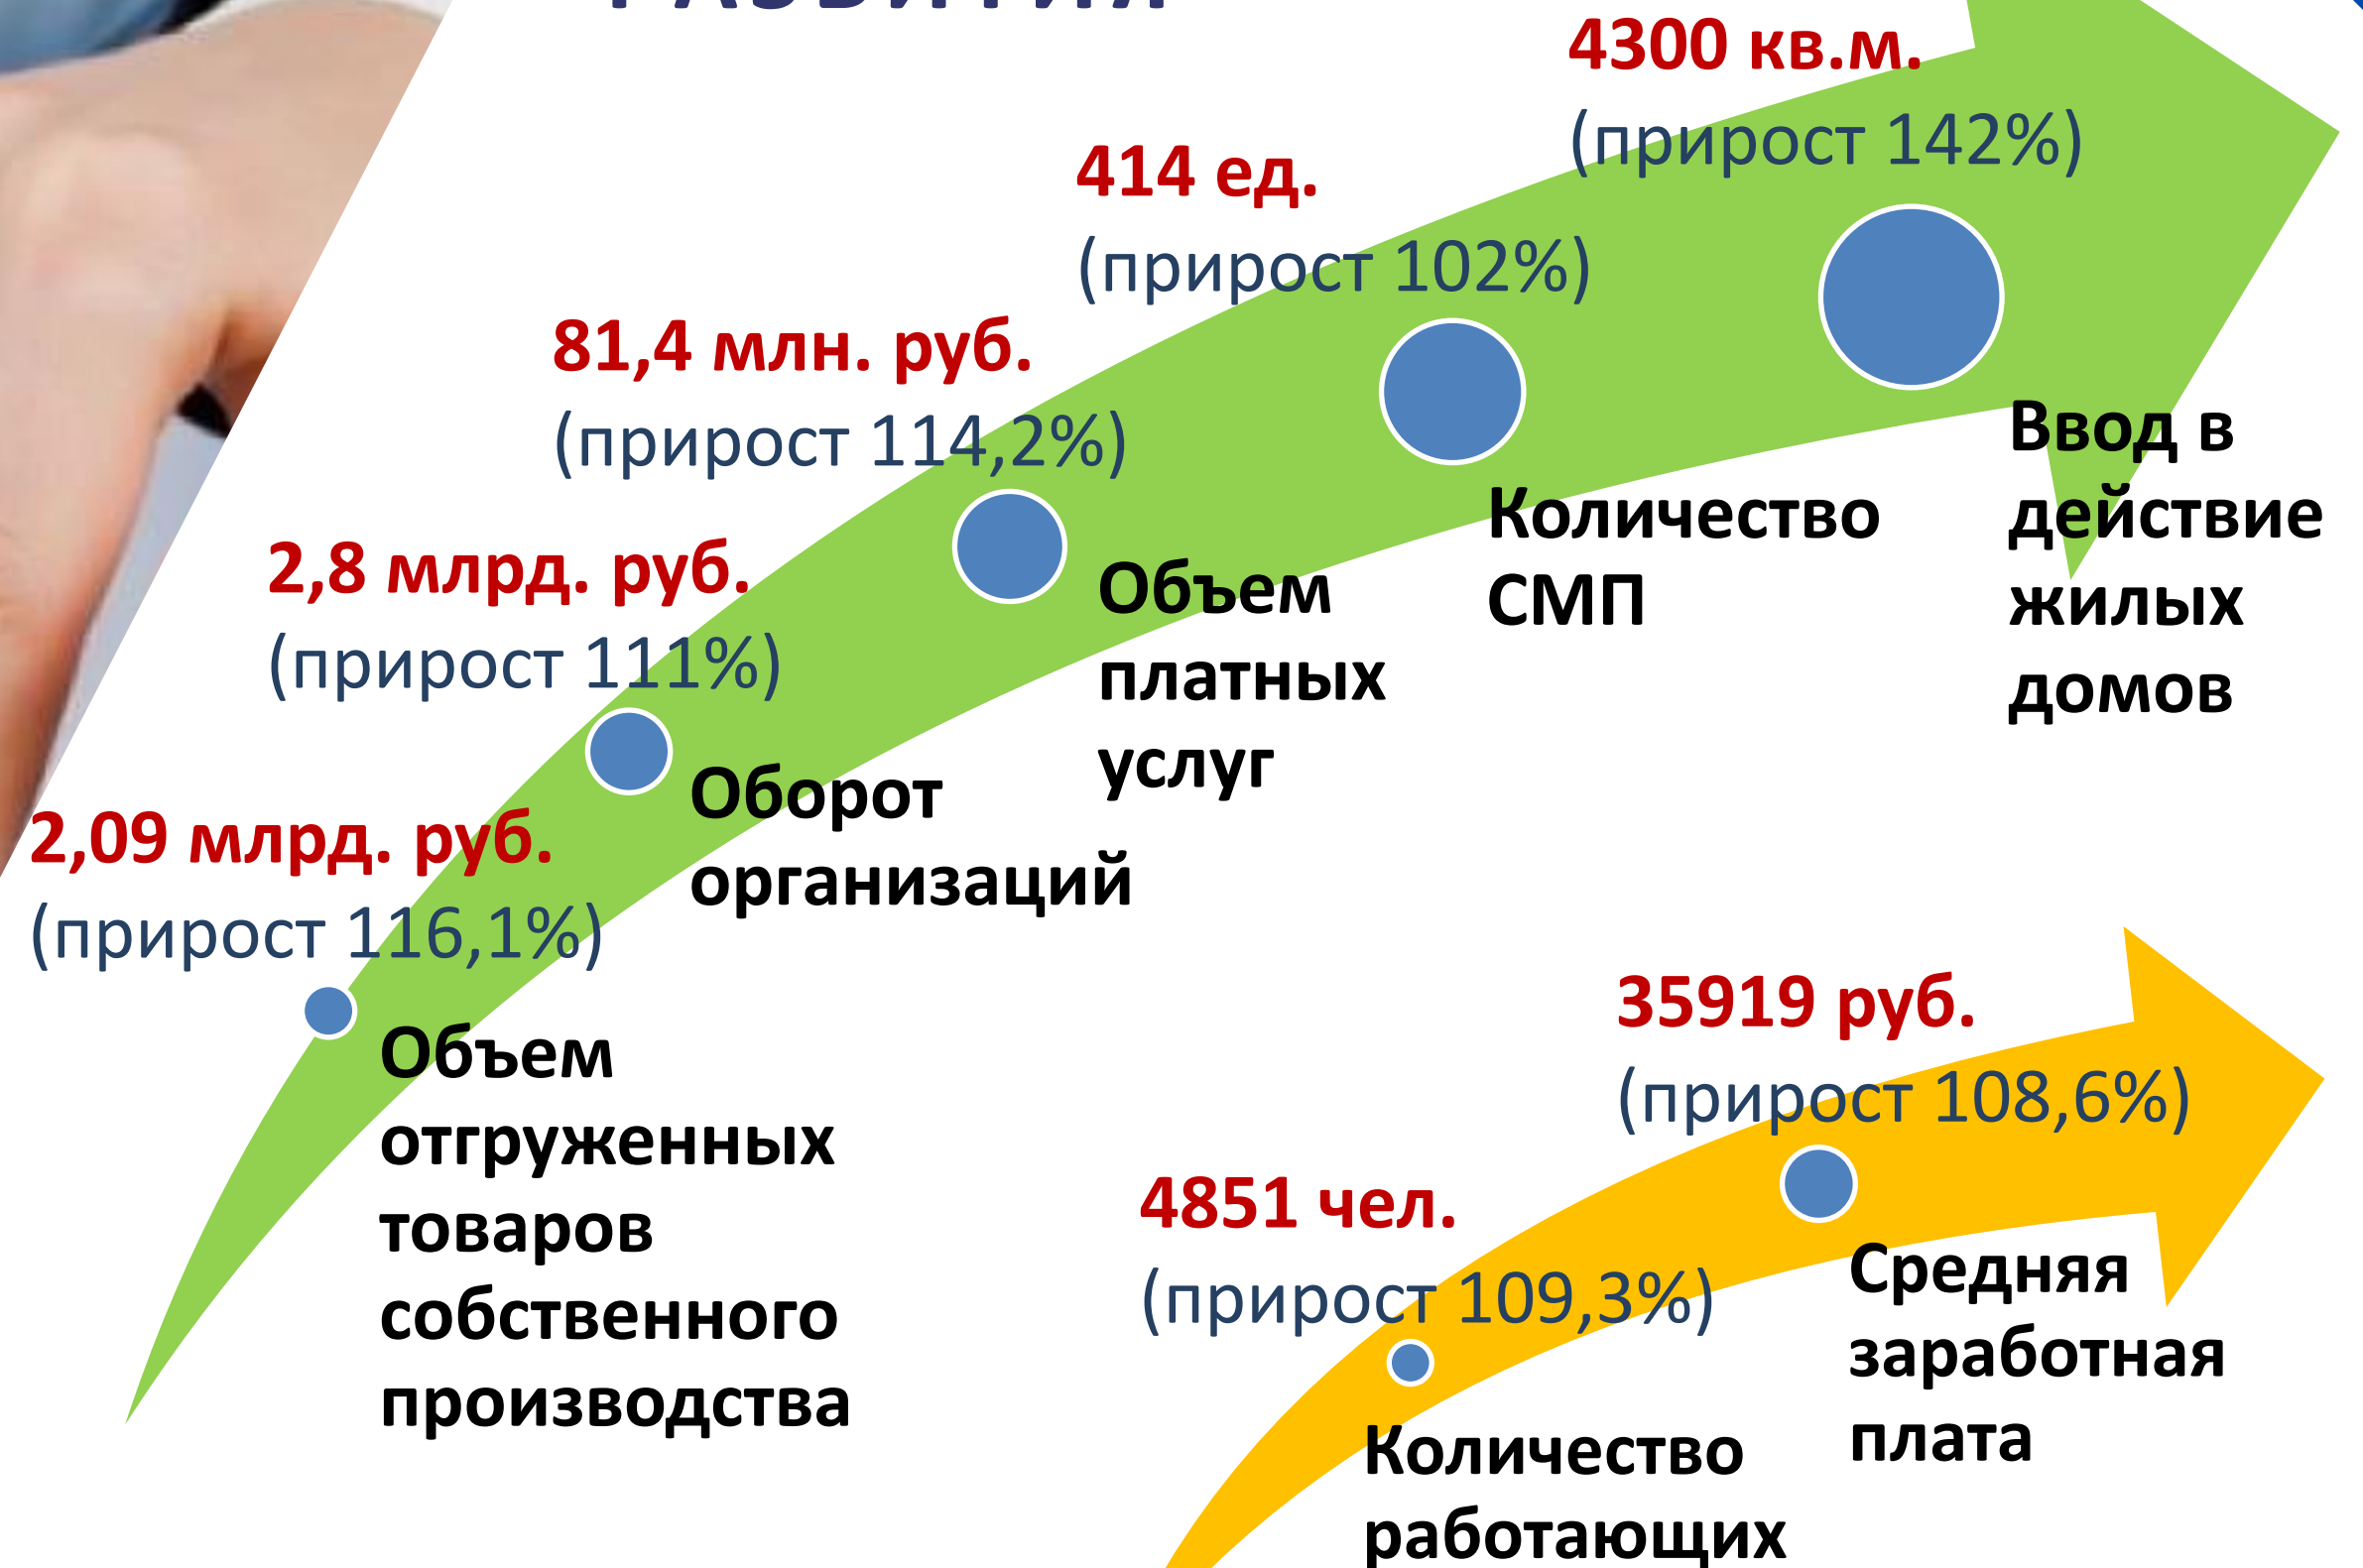 РАЗВИТИЯ
4300 кв.м.
(прирост 142%)
Ввод в
действие
жилых
домов
414 ед.
(прирост 102%)
Количество
СМП
81,4 млн. руб.
(прирост 114,2%)
Объем
платных
услуг
2,8 млрд. руб.
(прирост 111%)
Оборот
организаций
2,09 млрд. руб.
(прирост 116,1%)
Объем
отгруженных
товаров
собственного
производства
35919 руб.
(прирост 108,6%)
Средняя
заработная
плата
4851 чел.
(прирост 109,3%)
Количество
работающих